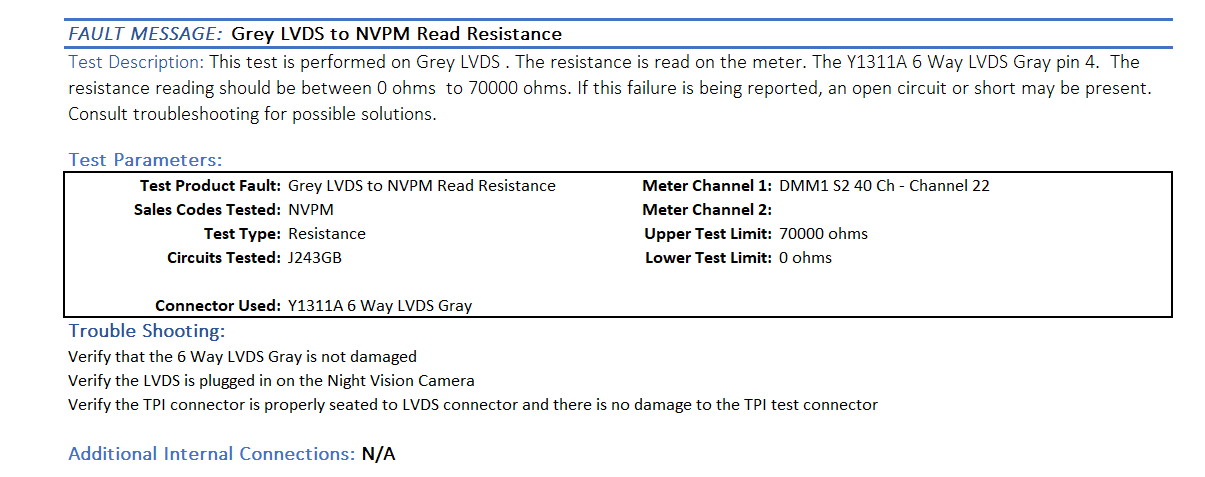 FAULT MESSAGE: Grey LVDS to NVPM Read Resistance
Test Description: This test is performed on Grey LVDS . The resistance is read on the meter. The Y1311A 6 Way LVDS Gray pin 4.  The
resistance reading should be between 0 ohms  to 70000 ohms. If this failure is being reported, an open circuit or short may be present.
Consult troubleshooting for possible solutions.
Test Parameters:
Test Product Fault: Grey LVDS to NVPM Read Resistance Meter Channel 1: DMM1 S2 40 Ch - Channel 22
Sales Codes Tested: NVPM Meter Channel 2:
Test Type: Resistance Upper Test Limit: 70000 ohms
Circuits Tested: J243GB Lower Test Limit: 0 ohms
Connector Used: Y1311A 6 Way LVDS Gray
Trouble Shooting:
Verify that the 6 Way LVDS Gray is not damaged
Verify the LVDS is plugged in on the Night Vision Camera
Verify the TPI connector is properly seated to LVDS connector and there is no damage to the TPI test connector
Additional Internal Connections: N/A